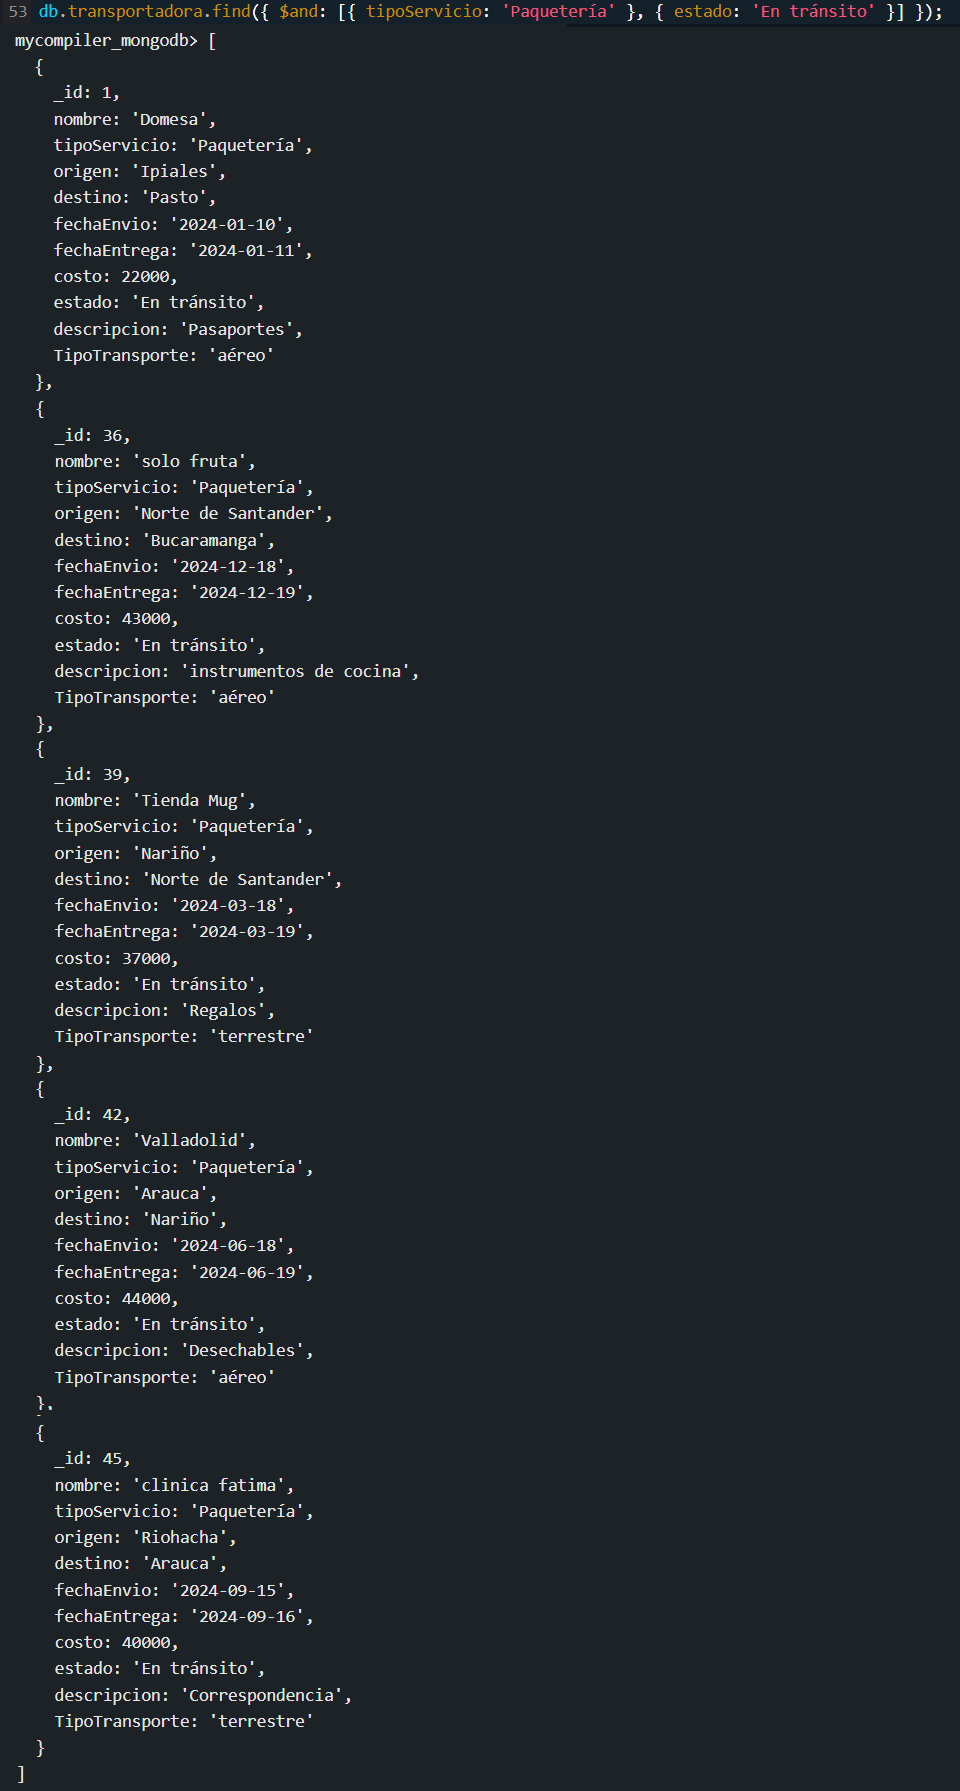 53 db.transportadora.find({ $and: [{ tipoServicio: 'Paquetería' }, { estado: 'En tránsito' }] });
mycompiler_mongodb> [
  {
    _id: 1,
    nombre: 'Domesa',
    tipoServicio: 'Paquetería',
    origen: 'Ipiales',
    destino: 'Pasto',
    fechaEnvio: '2024-01-10',
    fechaEntrega: '2024-01-11',
    costo: 22000,
    estado: 'En tránsito',
    descripcion: 'Pasaportes',
    TipoTransporte: 'aéreo'
  },
  {
    _id: 36,
    nombre: 'solo fruta',
    tipoServicio: 'Paquetería',
    origen: 'Norte de Santander',
    destino: 'Bucaramanga',
    fechaEnvio: '2024-12-18',
    fechaEntrega: '2024-12-19',
    costo: 43000,
    estado: 'En tránsito',
    descripcion: 'instrumentos de cocina',
    TipoTransporte: 'aéreo'
  },
  {
    _id: 39,
    nombre: 'Tienda Mug',
    tipoServicio: 'Paquetería',
    origen: 'Nariño',
    destino: 'Norte de Santander',
    fechaEnvio: '2024-03-18',
    fechaEntrega: '2024-03-19',
    costo: 37000,
    estado: 'En tránsito',
    descripcion: 'Regalos',
    TipoTransporte: 'terrestre'
  },
  {
    _id: 42,
    nombre: 'Valladolid',
    tipoServicio: 'Paquetería',
    origen: 'Arauca',
    destino: 'Nariño',
    fechaEnvio: '2024-06-18',
    fechaEntrega: '2024-06-19',
    costo: 44000,
    estado: 'En tránsito',
    descripcion: 'Desechables',
    TipoTransporte: 'aéreo'
  },
  {
    _id: 45,
    nombre: 'clinica fatima',
    tipoServicio: 'Paquetería',
    origen: 'Riohacha',
    destino: 'Arauca',
    fechaEnvio: '2024-09-15',
    fechaEntrega: '2024-09-16',
    costo: 40000,
    estado: 'En tránsito',
    descripcion: 'Correspondencia',
    TipoTransporte: 'terrestre'
  }
]